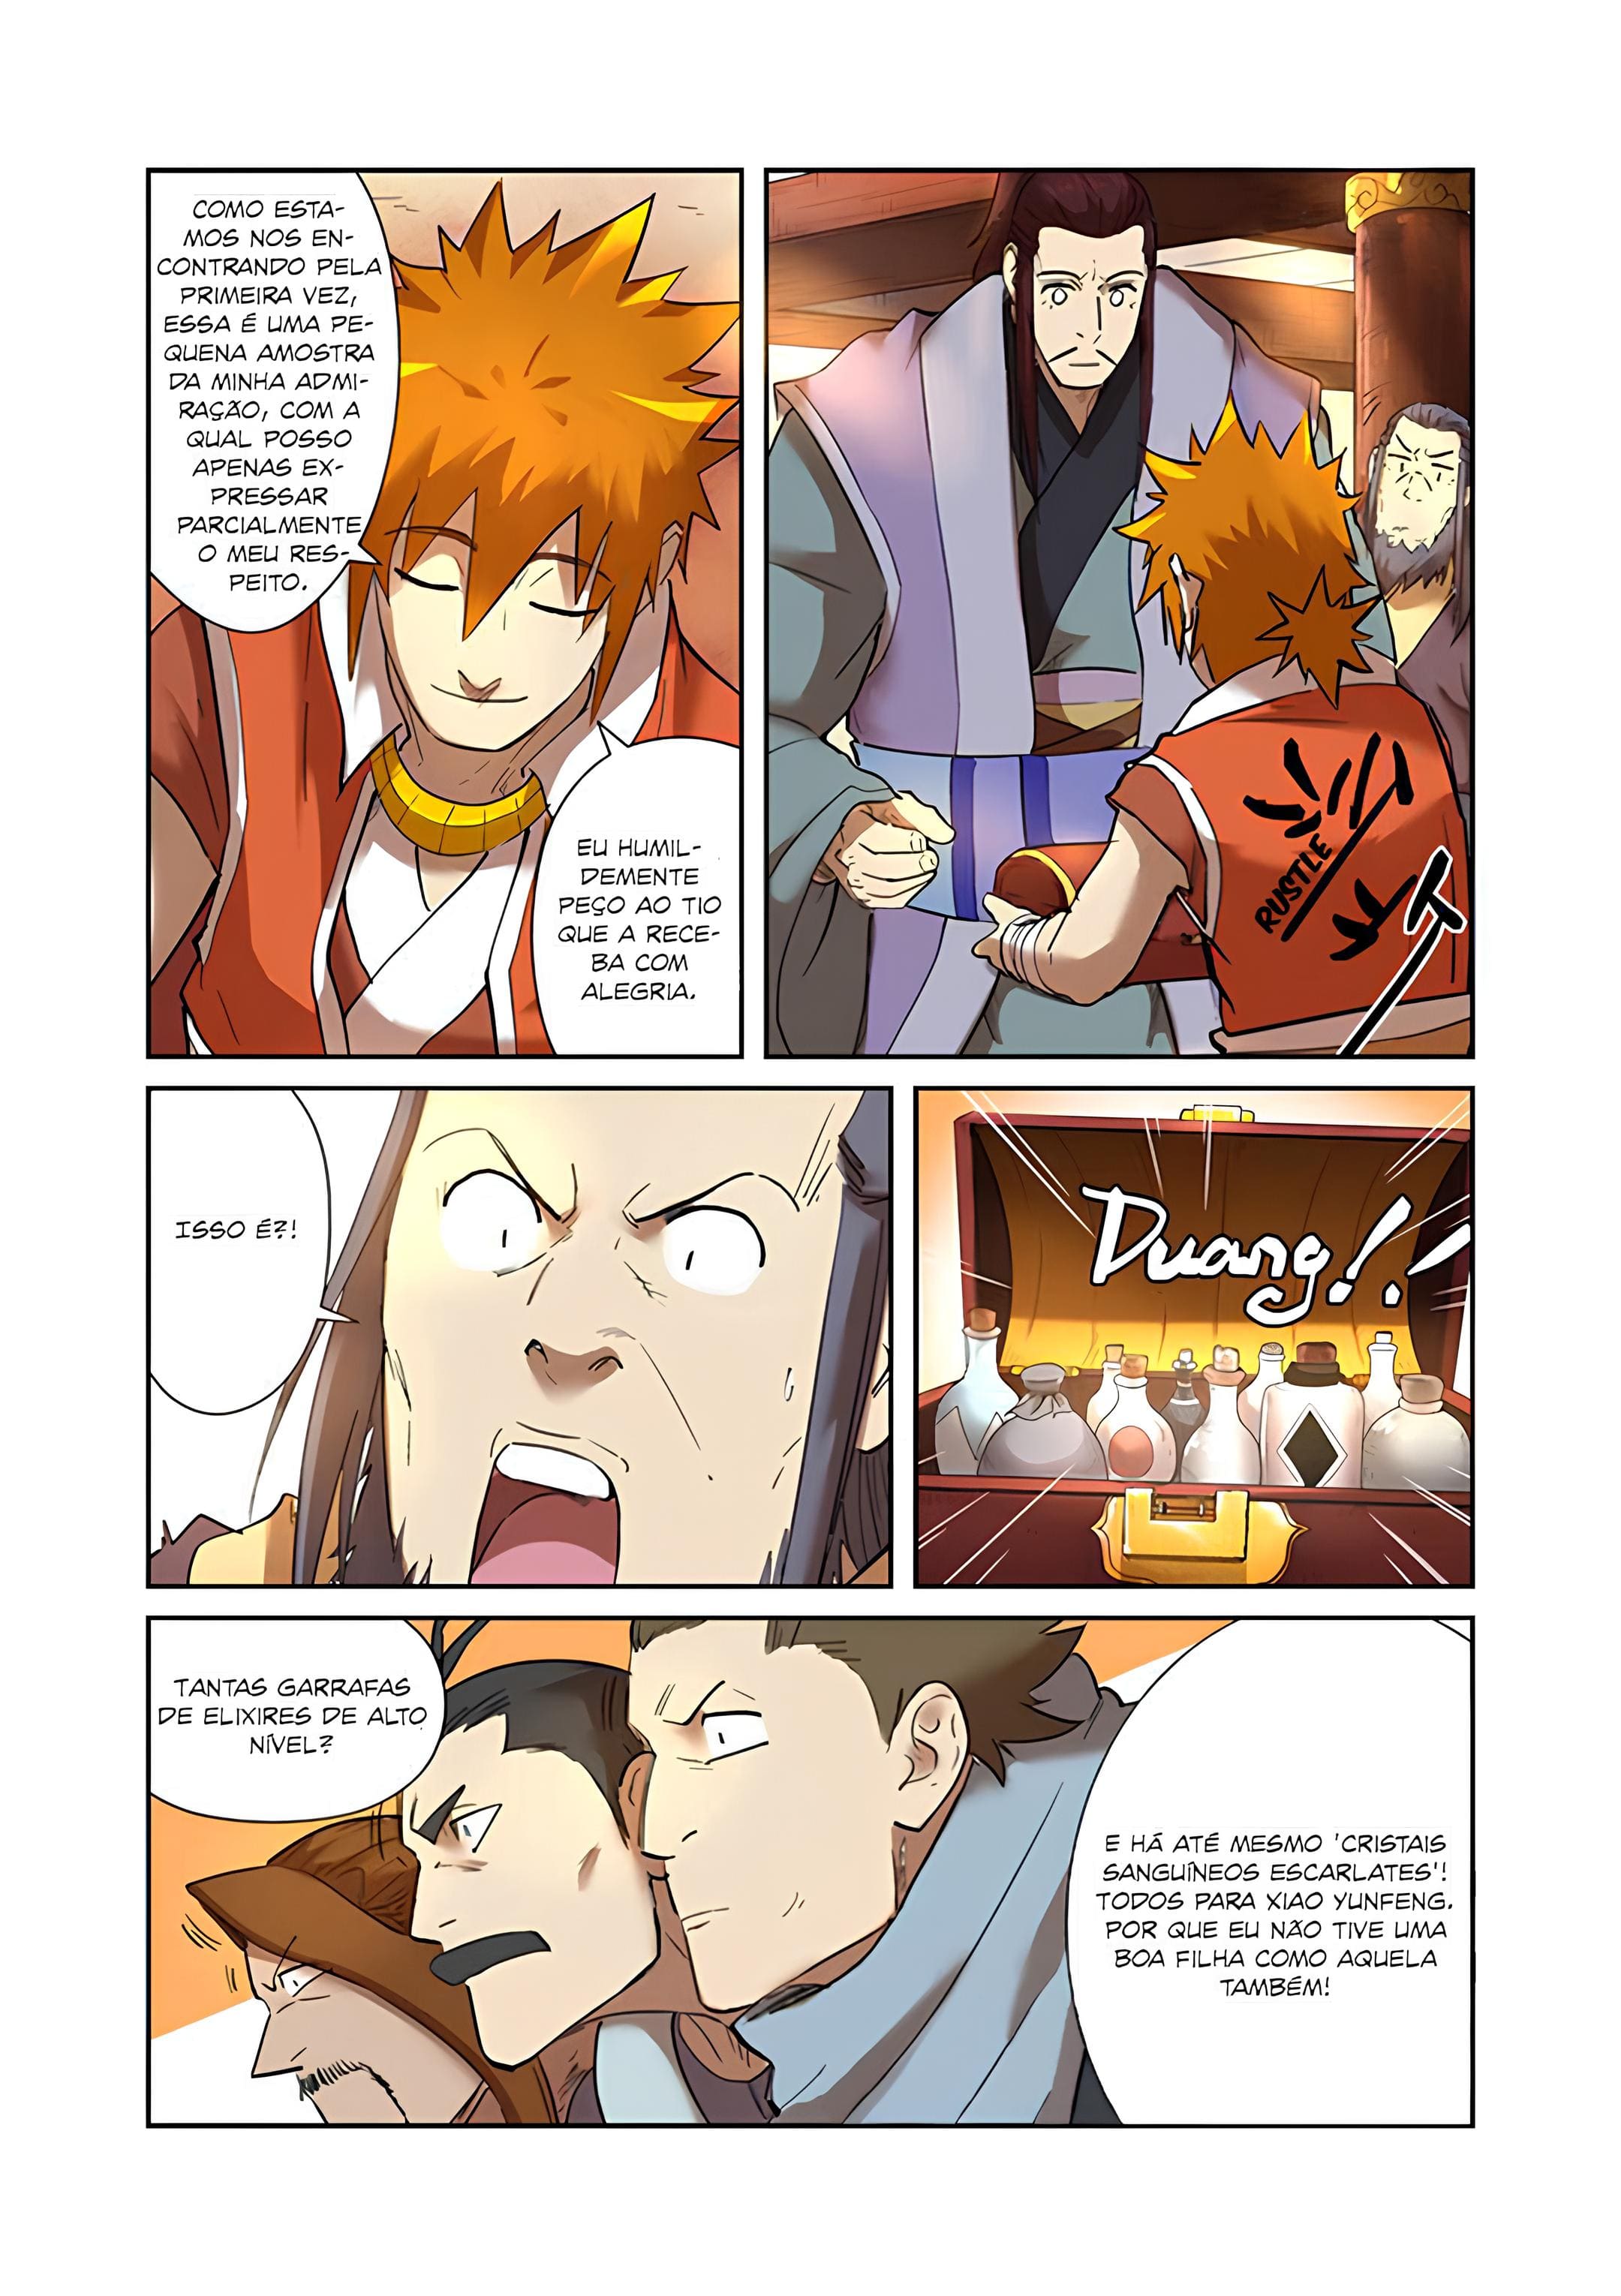 COMO ESTA-
MOS NOS EN-
CONTRANDO PELA
PRIMEIRA VEZ,
ESSA É UMA PE-
QUENA AMOSTRA
DA MINHA ADMI-
RAÇÃO, COM A
QUAL POSSO
APENAS EX-
PRESSAR
PARCIALMENTE
O MEU RES-
PEITO.
EU HUMIL-
DEMENTE
PEÇO AO TIO
QUE A RECE-
BA COM
ALEGRIA.
RUSTLE
ISSO É?!
Duang!!
TANTAS GARRAFAS
DE ELIXIRES DE ALTO
NÍVEL?
E HÁ ATÉ MESMO 'CRISTAIS
SANGUÍNEOS ESCARLATES'!
TODOS PARA XIAO YUNFENG.
POR QUE EU NÃO TIVE UMA
BOA FILHA COMO AQUELA
TAMBÉM!